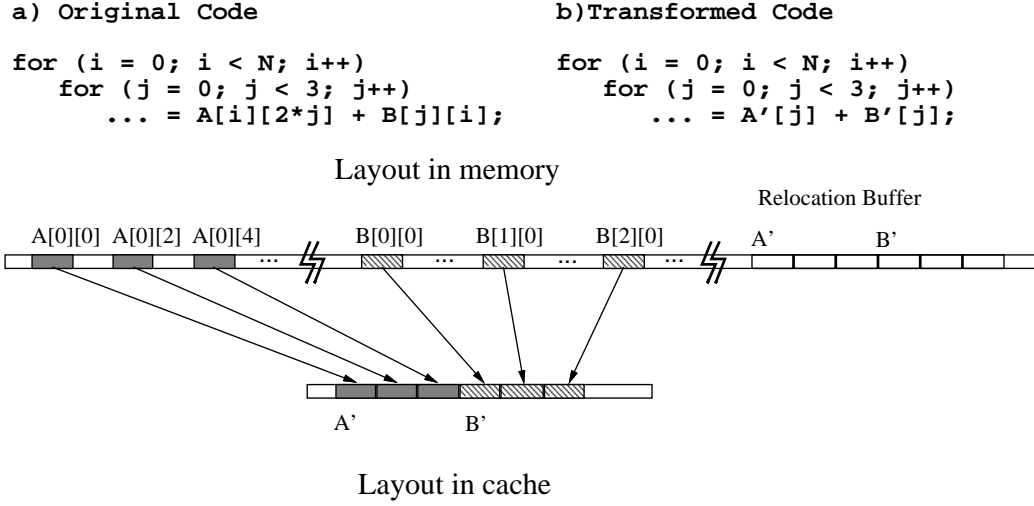 a) Original Code
for (i = 0; i < N; i++)
for (j = 0; j < 3; j++)
... = A[i][2*j] + B[j][i];
b)Transformed Code
for (i = 0; i < N; i++)
for (j = 0; j < 3; j++)
... = A'[j] + B'[j];
Layout in memory
Relocation Buffer
A[0][0] A[0][2] A[0][4] B[0][0] B[1][0] B[2][0] A' B'
... ... ... ...
A' B'
Layout in cache